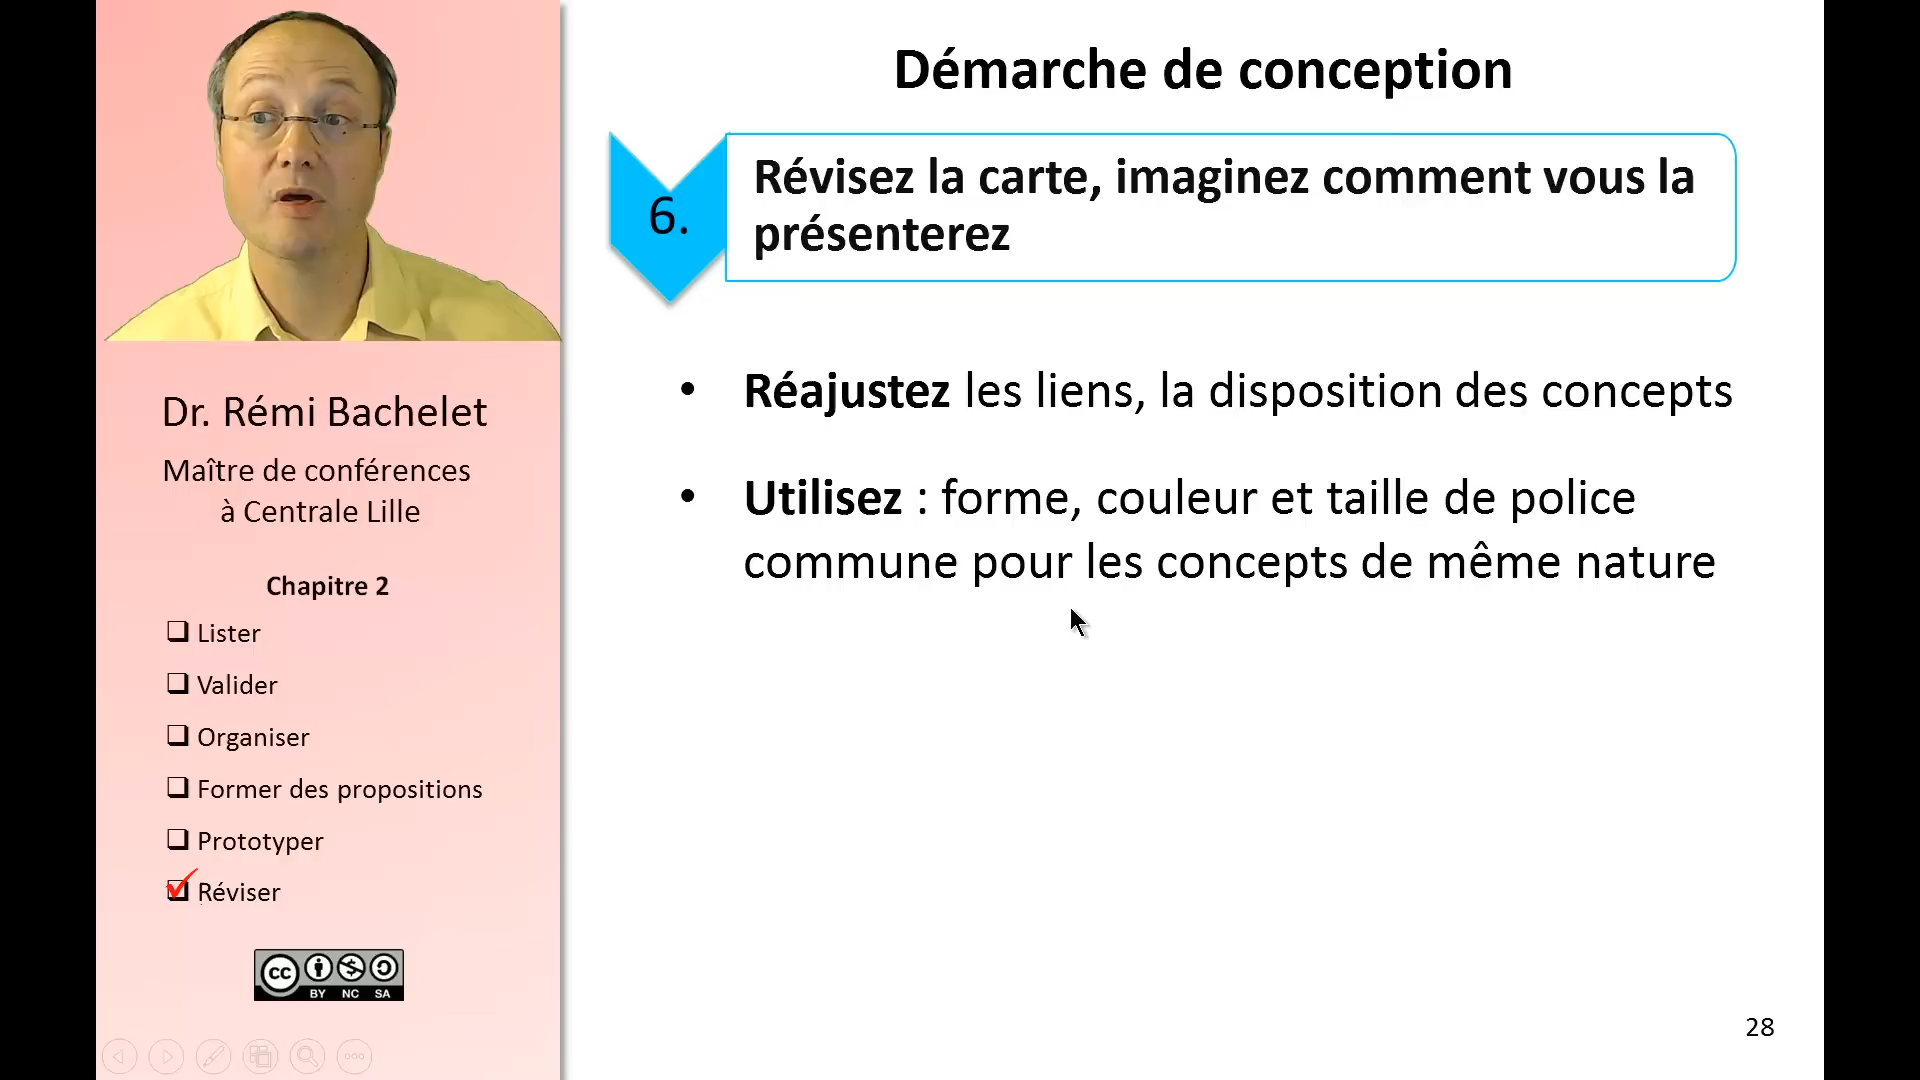 Démarche de conception
6.
Révisez la carte, imaginez comment vous la
présenterez
• Réajustez les liens, la disposition des concepts
• Utilisez : forme, couleur et taille de police
commune pour les concepts de même nature
Dr. Rémi Bachelet
Maître de conférences
à Centrale Lille
Chapitre 2
Lister
Valider
Organiser
Former des propositions
Prototyper
Réviser
cc
BY NC SA
28